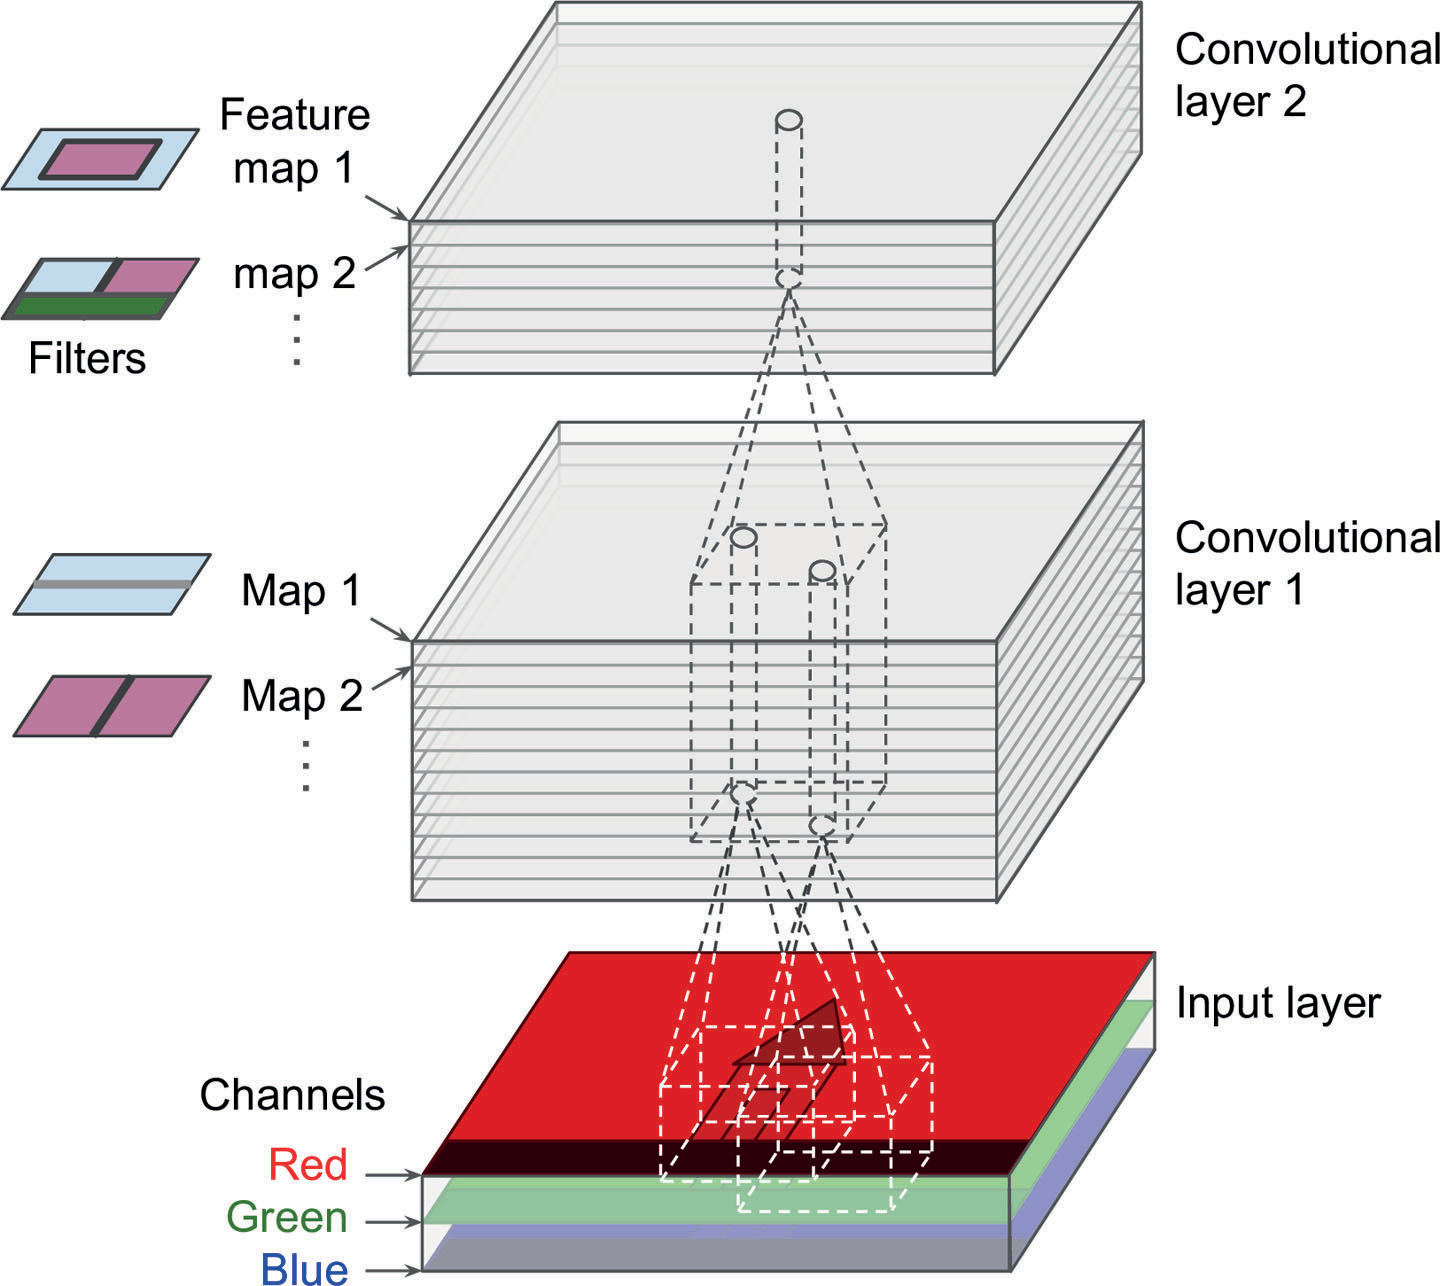 Convolutional
layer 2
Feature
map 1
map 2
Filters
Convolutional
layer 1
Map 1
Map 2
Input layer
Channels
Red
Green
Blue